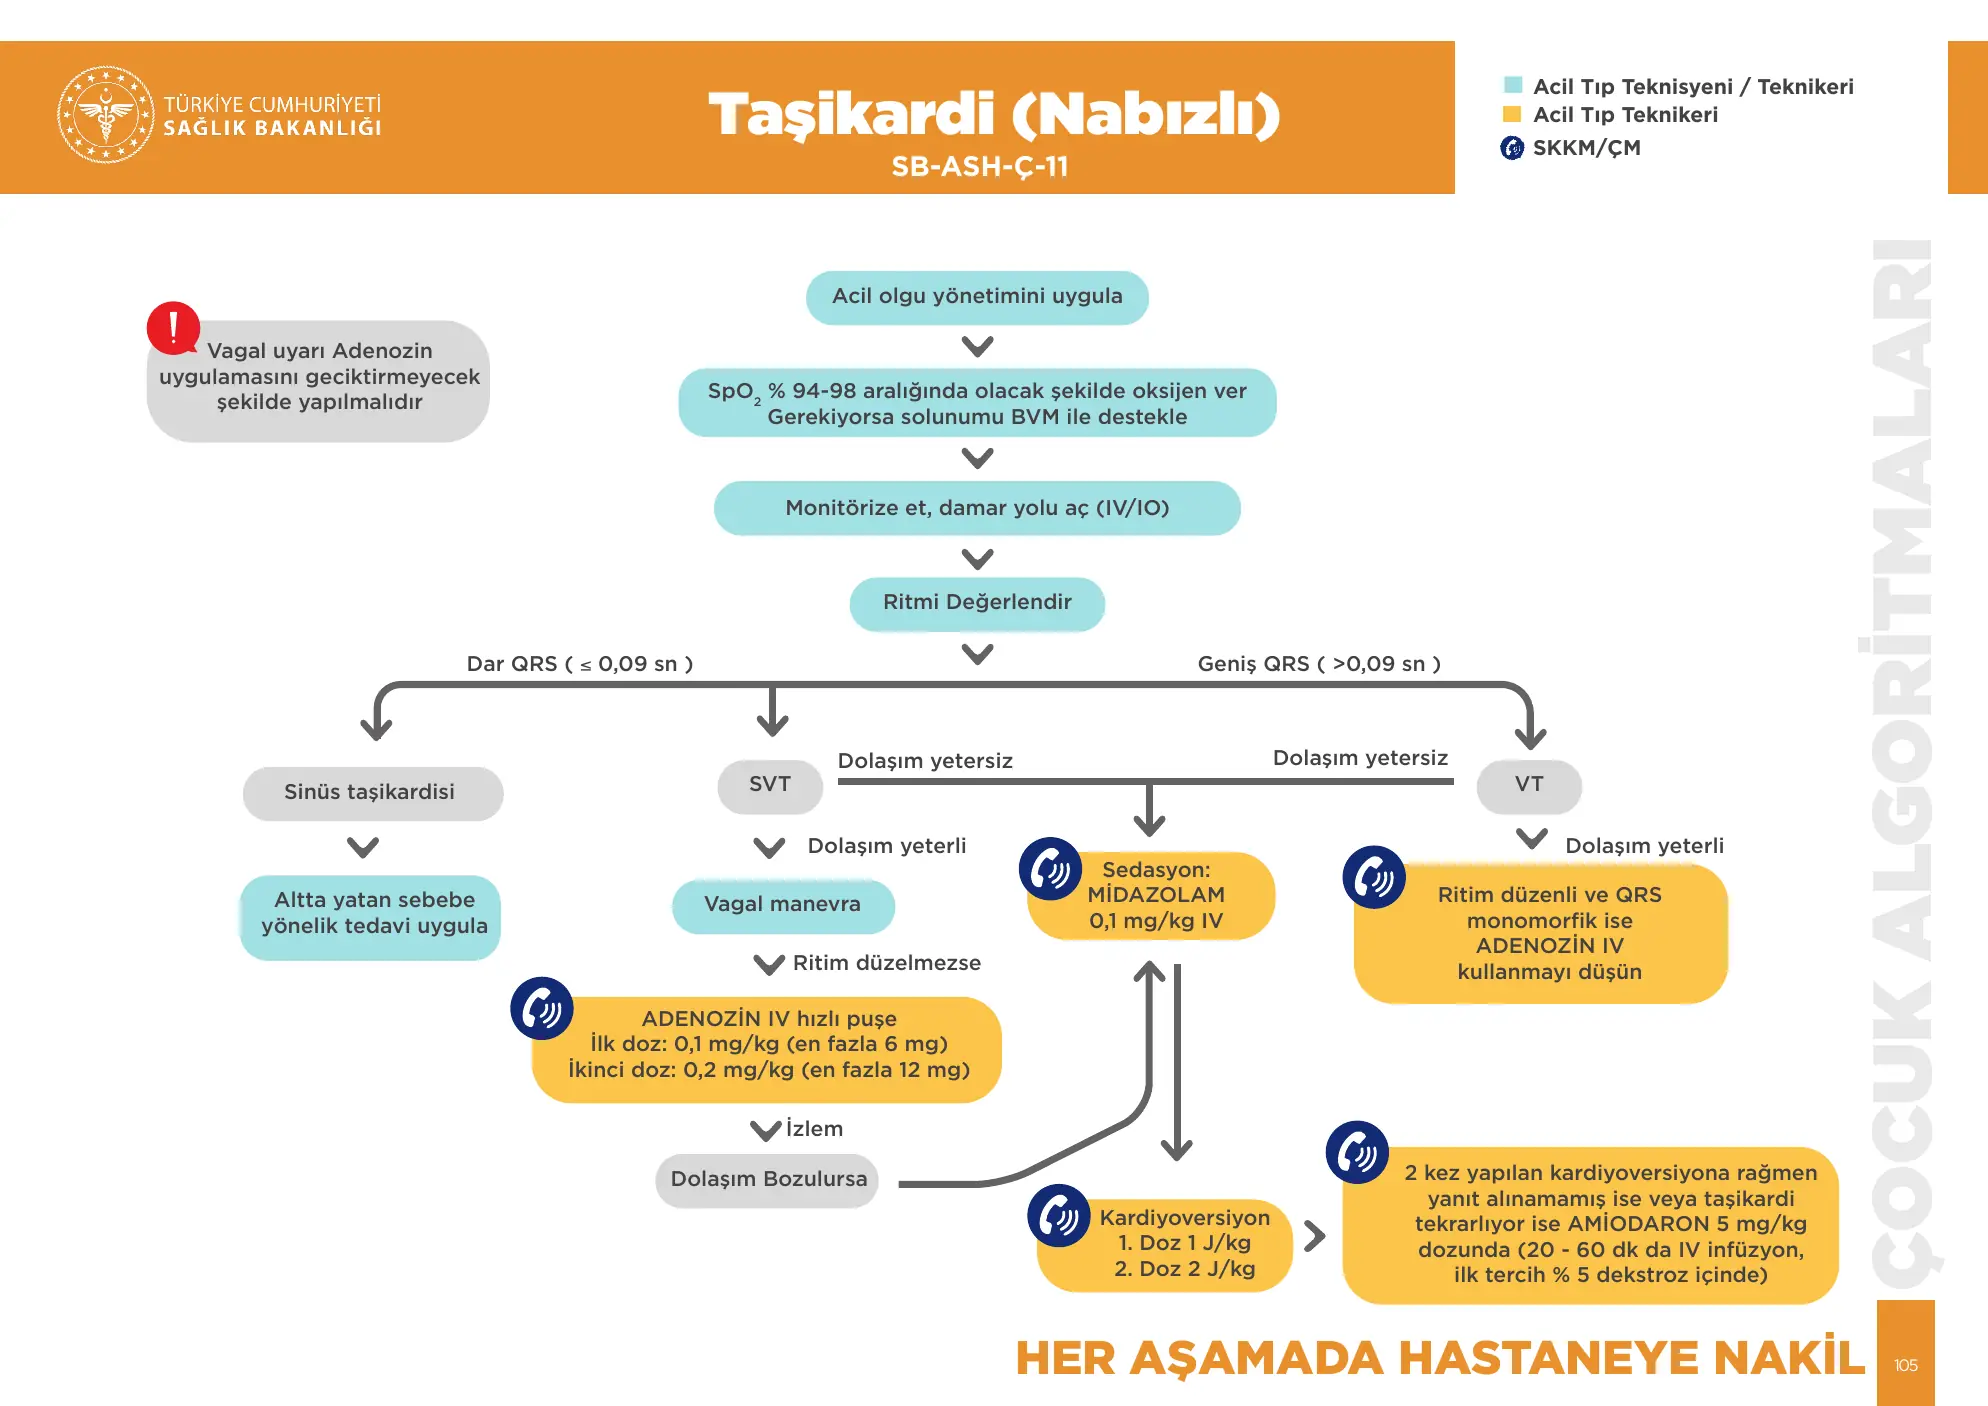 TÜRKİYE CUMHURİYETİ
SAĞLIK BAKANLIĞI
Taşikardi (Nabızlı)
SB-ASH-Ç-11
Acil Tıp Teknisyeni / Teknikeri
Acil Tıp Teknikeri
SKKM/ÇM
Acil olgu yönetimini uygula
!
Vagal uyarı Adenozin
uygulamasını geciktirmeyecek
şekilde yapılmalıdır
SpO2 % 94-98 aralığında olacak şekilde oksijen ver
Gerekiyorsa solunumu BVM ile destekle
Monitörize et, damar yolu aç (IV/IO)
Ritmi Değerlendir
Dar QRS ( ≤ 0,09 sn )
Geniş QRS ( >0,09 sn )
Sinüs taşikardisi
SVT
Dolaşım yetersiz
Dolaşım yetersiz
VT
Altta yatan sebebe
yönelik tedavi uygula
Dolaşım yeterli
Vagal manevra
Ritim düzelmezse
ADENOZİN IV hızlı puşe
İlk doz: 0,1 mg/kg (en fazla 6 mg)
İkinci doz: 0,2 mg/kg (en fazla 12 mg)
İzlem
Dolaşım Bozulursa
Sedasyon:
MİDAZOLAM
0,1 mg/kg IV
Dolaşım yeterli
Ritim düzenli ve QRS
monomorfik ise
ADENOZİN IV
kullanmayı düşün
Kardiyoversiyon
1. Doz 1 J/kg
2. Doz 2 J/kg
2 kez yapılan kardiyoversiyona rağmen
yanıt alınamamış ise veya taşikardi
tekrarlıyor ise AMİODARON 5 mg/kg
dozunda (20 - 60 dk da IV infüzyon,
ilk tercih % 5 dekstroz içinde)
ÇOCUK ALGORİTMALARI
HER AŞAMADA HASTANEYE NAKİL
105